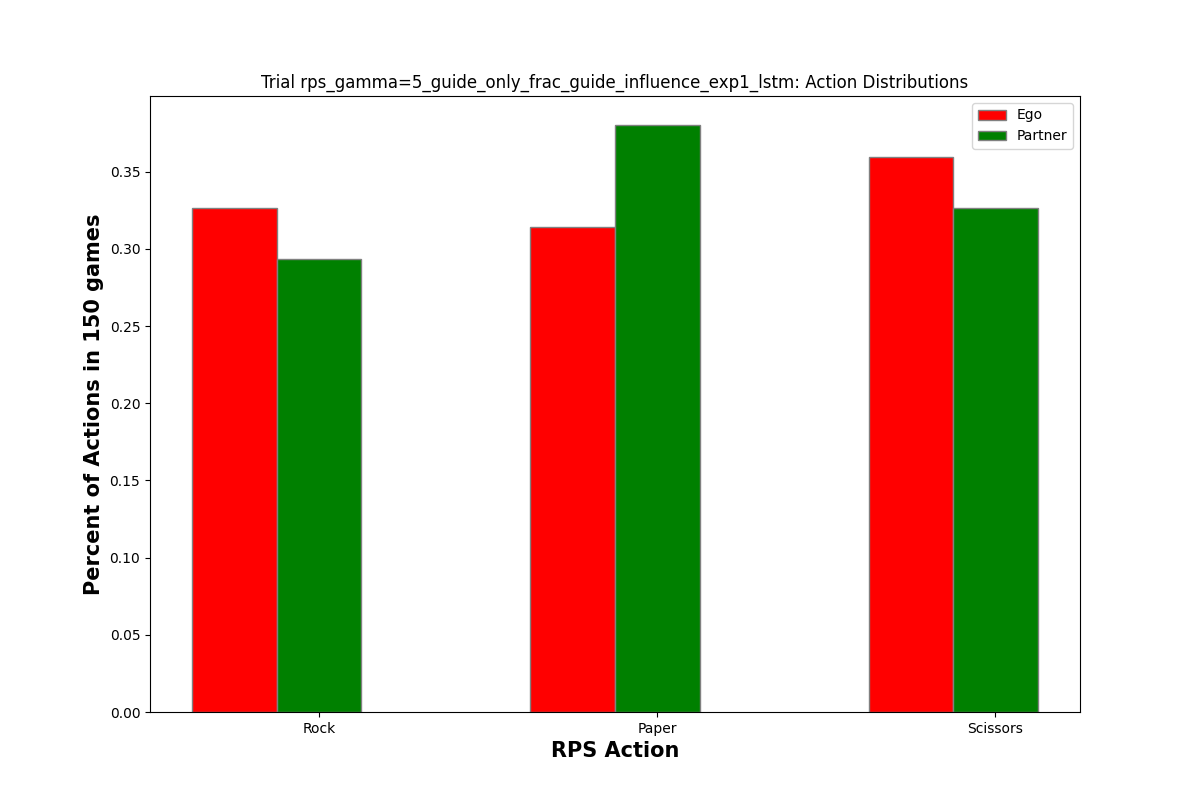 Trial rps_gamma=5_guide_only_frac_guide_influence_exp1_lstm: Action Distributions
Ego
Partner
Percent of Actions in 150 games
0.35
0.30
0.25
0.20
0.15
0.10
0.05
0.00
Rock
Paper
Scissors
RPS Action